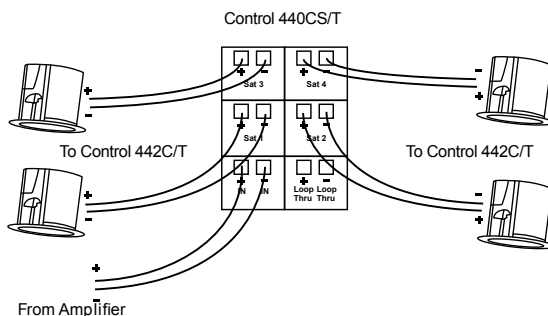 Control 440CS/T
+ - + -
Sat 3 Sat 4
+ - - +
+ - + -
Sat 1 Sat 2
To Control 442C/T To Control 442C/T
+ - + -
IN IN Loop Thru Loop Thru
+ - - +
+
-
From Amplifier